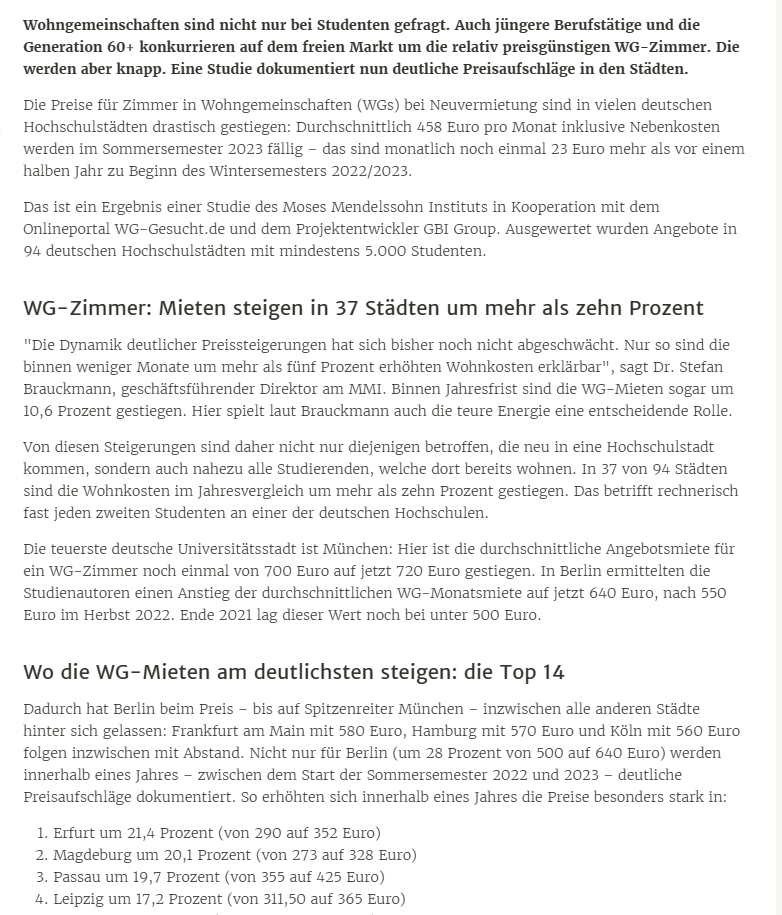 Wohngemeinschaften sind nicht nur bei Studenten gefragt. Auch jüngere Berufstätige und die
Generation 60+ konkurrieren auf dem freien Markt um die relativ preisgünstigen WG-Zimmer. Die
werden aber knapp. Eine Studie dokumentiert nun deutliche Preisaufschläge in den Städten.
Die Preise für Zimmer in Wohngemeinschaften (WGs) bei Neuvermietung sind in vielen deutschen
Hochschulstädten drastisch gestiegen: Durchschnittlich 458 Euro pro Monat inklusive Nebenkosten
werden im Sommersemester 2023 fällig – das sind monatlich noch einmal 23 Euro mehr als vor einem
halben Jahr zu Beginn des Wintersemesters 2022/2023.
Das ist ein Ergebnis einer Studie des Moses Mendelssohn Instituts in Kooperation mit dem
Onlineportal WG-Gesucht.de und dem Projektentwickler GBI Group. Ausgewertet wurden Angebote in
94 deutschen Hochschulstädten mit mindestens 5.000 Studenten.
WG-Zimmer: Mieten steigen in 37 Städten um mehr als zehn Prozent
"Die Dynamik deutlicher Preissteigerungen hat sich bisher noch nicht abgeschwächt. Nur so sind die
binnen weniger Monate um mehr als fünf Prozent erhöhten Wohnkosten erklärbar", sagt Dr. Stefan
Brauckmann, geschäftsführender Direktor am MMI. Binnen Jahresfrist sind die WG-Mieten sogar um
10,6 Prozent gestiegen. Hier spielt laut Brauckmann auch die teure Energie eine entscheidende Rolle.
Von diesen Steigerungen sind daher nicht nur diejenigen betroffen, die neu in eine Hochschulstadt
kommen, sondern auch nahezu alle Studierenden, welche dort bereits wohnen. In 37 von 94 Städten
sind die Wohnkosten im Jahresvergleich um mehr als zehn Prozent gestiegen. Das betrifft rechnerisch
fast jeden zweiten Studenten an einer der deutschen Hochschulen.
Die teuerste deutsche Universitätsstadt ist München: Hier ist die durchschnittliche Angebotsmiete für
ein WG-Zimmer noch einmal von 700 Euro auf jetzt 720 Euro gestiegen. In Berlin ermittelten die
Studienautoren einen Anstieg der durchschnittlichen WG-Monatsmiete auf jetzt 640 Euro, nach 550
Euro im Herbst 2022. Ende 2021 lag dieser Wert noch bei unter 500 Euro.
Wo die WG-Mieten am deutlichsten steigen: die Top 14
Dadurch hat Berlin beim Preis – bis auf Spitzenreiter München – inzwischen alle anderen Städte
hinter sich gelassen: Frankfurt am Main mit 580 Euro, Hamburg mit 570 Euro und Köln mit 560 Euro
folgen inzwischen mit Abstand. Nicht nur für Berlin (um 28 Prozent von 500 auf 640 Euro) werden
innerhalb eines Jahres – zwischen dem Start der Sommersemester 2022 und 2023 – deutliche
Preisaufschläge dokumentiert. So erhöhten sich innerhalb eines Jahres die Preise besonders stark in:
1. Erfurt um 21,4 Prozent (von 290 auf 352 Euro)
2. Magdeburg um 20,1 Prozent (von 273 auf 328 Euro)
3. Passau um 19,7 Prozent (von 355 auf 425 Euro)
4. Leipzig um 17,2 Prozent (von 311,50 auf 365 Euro)